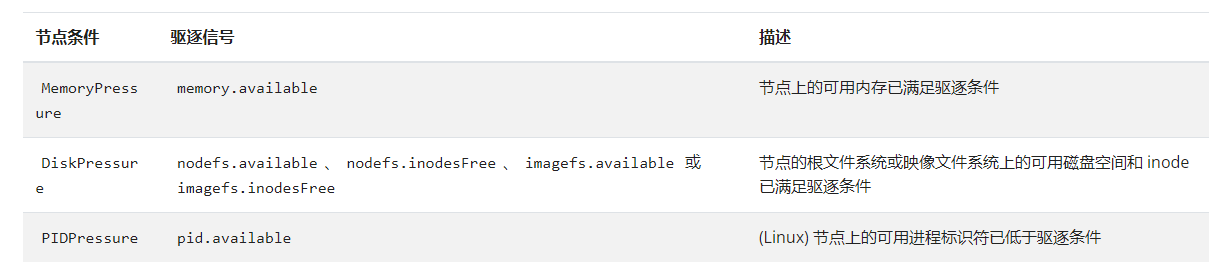 节点条件 驱逐信号 描述
MemoryPress memory.available 节点上的可用内存已满足驱逐条件
ure
DiskPressur nodefs.available 、 nodefs.inodesFree 、 imagefs.available 或 节点的根文件系统或映像文件系统上的可用磁盘空间和 inode
e imagefs.inodesFree 已满足驱逐条件
PIDPressure pid.available (Linux) 节点上的可用进程标识符已低于驱逐条件